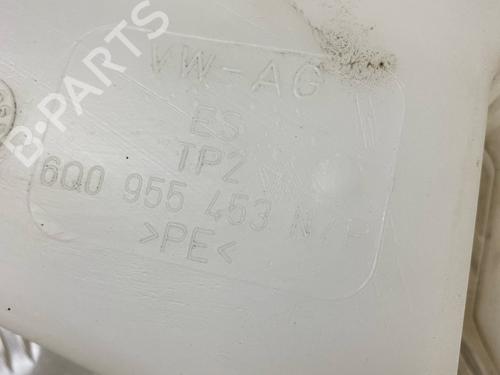 B-PARTS
VW-AG
ES
TP2
6Q0 955 453 N/P
>PE<